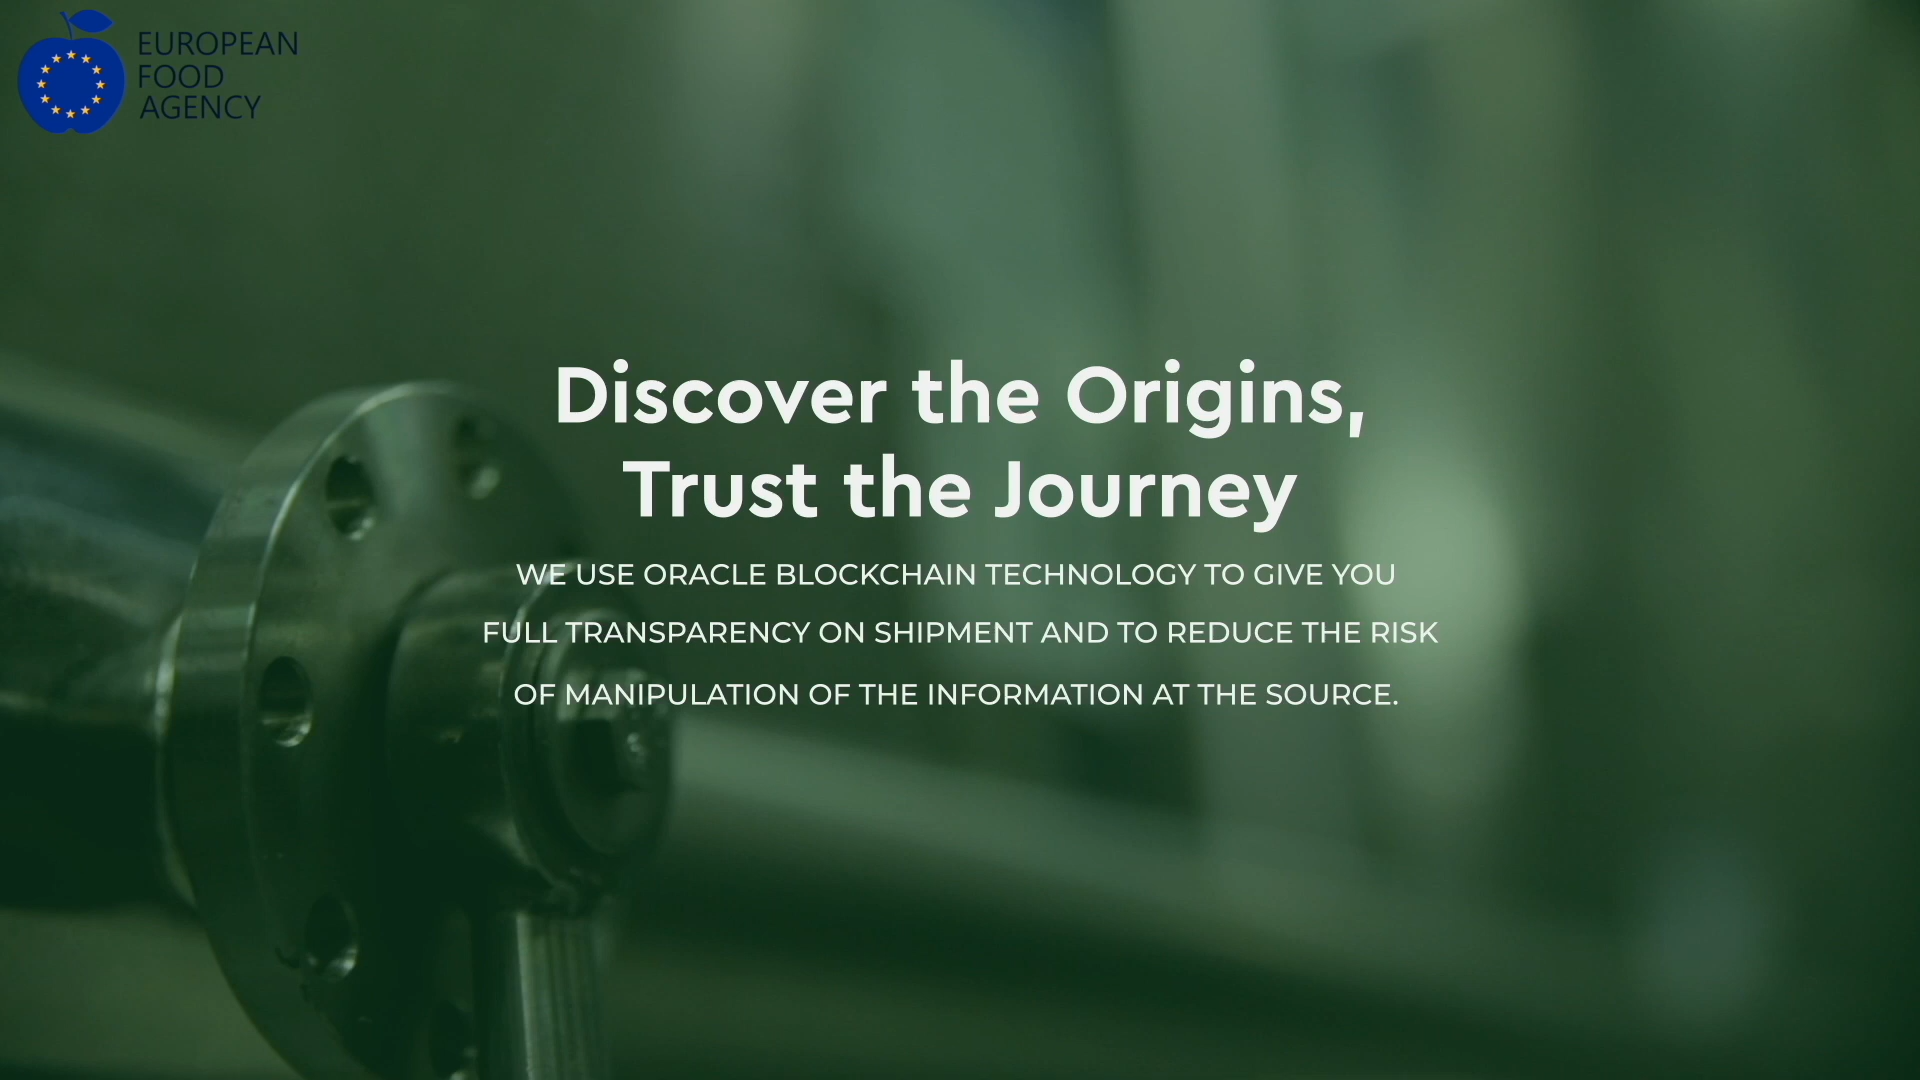 EUROPEAN
FOOD
AGENCY
Discover the Origins,
Trust the Journey
WE USE ORACLE BLOCKCHAIN TECHNOLOGY TO GIVE YOU
FULL TRANSPARENCY ON SHIPMENT AND TO REDUCE THE RISK
OF MANIPULATION OF THE INFORMATION AT THE SOURCE.